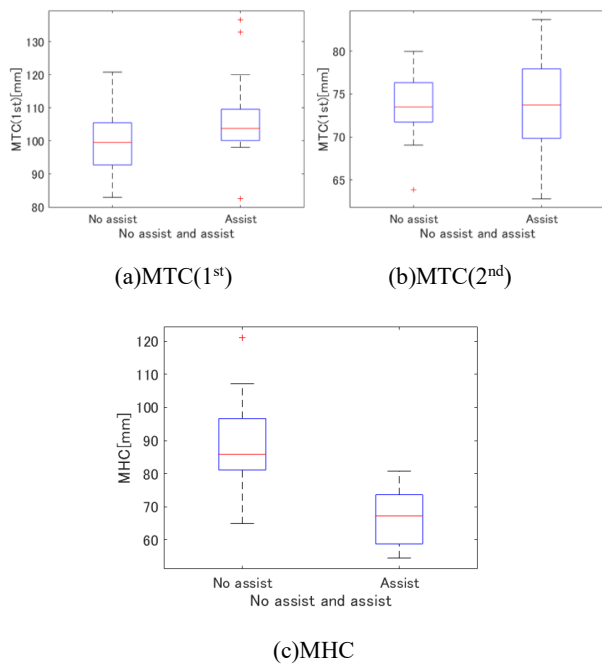 MTC(1st)[mm]
130
120
110
100
90
80
No assist
Assist
No assist and assist
(a)MTC(1st)
MTC(1st)[mm]
80
75
70
65
No assist
Assist
No assist and assist
(b)MTC(2nd)
MHC[mm]
120
110
100
90
80
70
60
No assist
Assist
No assist and assist
(c)MHC